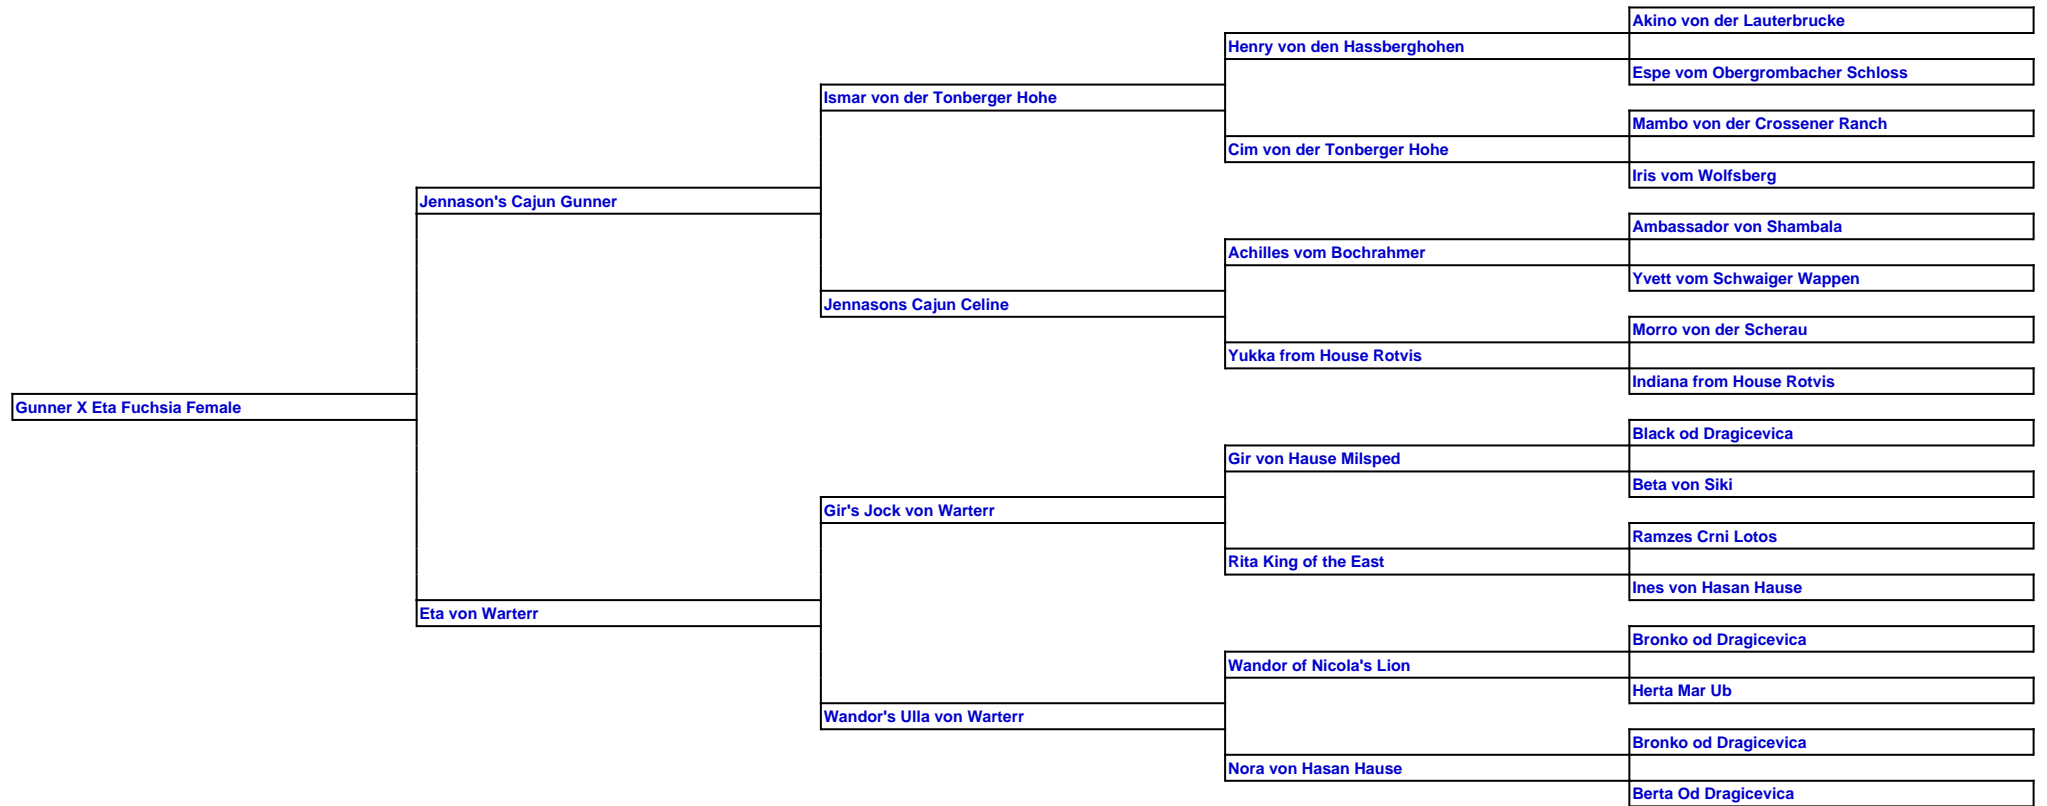 Akino von der Lauterbrucke
Henry von den Hassberghohen
Espe vom Obergrombacher Schloss
Ismar von der Tonberger Hohe
Mambo von der Crossener Ranch
Cim von der Tonberger Hohe
Iris vom Wolfsberg
Jennason's Cajun Gunner
Ambassador von Shambala
Achilles vom Bochrahmer
Yvett vom Schwaiger Wappen
Jennasons Cajun Celine
Morro von der Scherau
Yukka from House Rotvis
Indiana from House Rotvis
Gunner X Eta Fuchsia Female
Black od Dragicevica
Gir von Hause Milsped
Beta von Siki
Gir's Jock von Warterr
Ramzes Crni Lotos
Rita King of the East
Ines von Hasan Hause
Eta von Warterr
Bronko od Dragicevica
Wandor of Nicola's Lion
Herta Mar Ub
Wandor's Ulla von Warterr
Bronko od Dragicevica
Nora von Hasan Hause
Berta Od Dragicevica